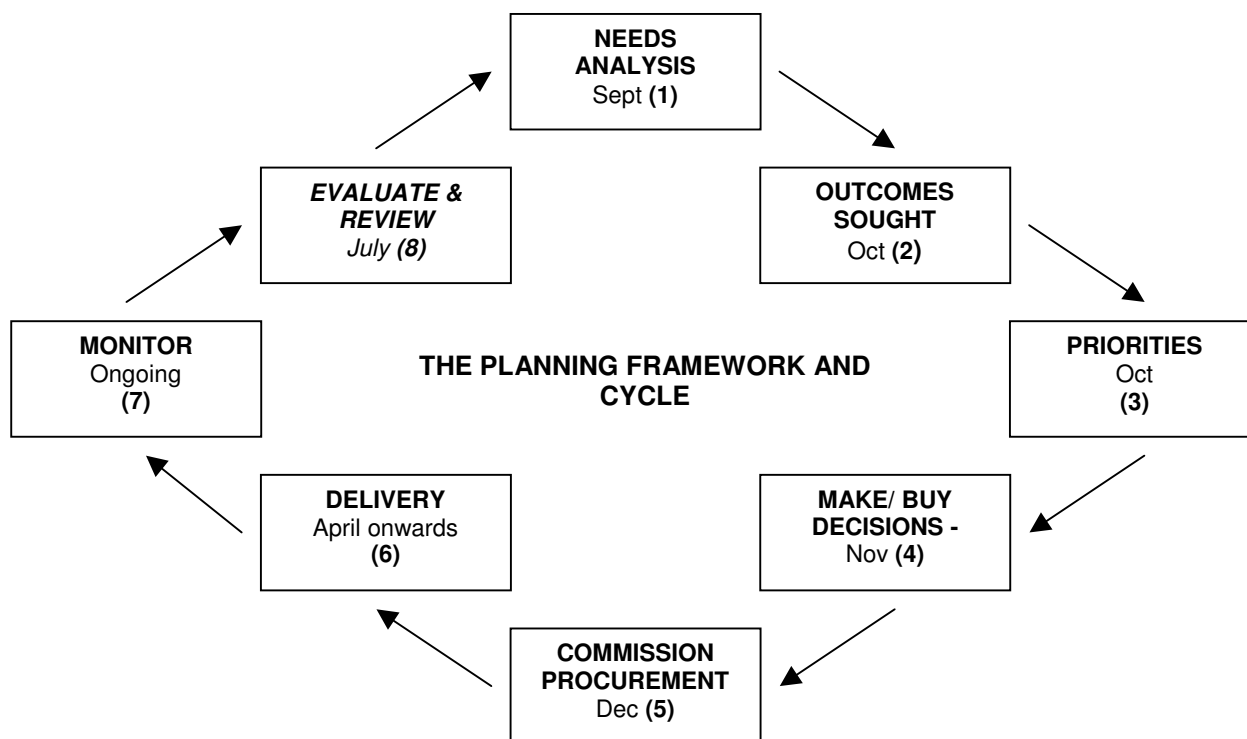 NEEDS
ANALYSIS
Sept (1)
EVALUATE &
REVIEW
July (8)
OUTCOMES
SOUGHT
Oct (2)
MONITOR
Ongoing
(7)
THE PLANNING FRAMEWORK AND
CYCLE
PRIORITIES
Oct
(3)
DELIVERY
April onwards
(6)
MAKE/ BUY
DECISIONS -
Nov (4)
COMMISSION
PROCUREMENT
Dec (5)